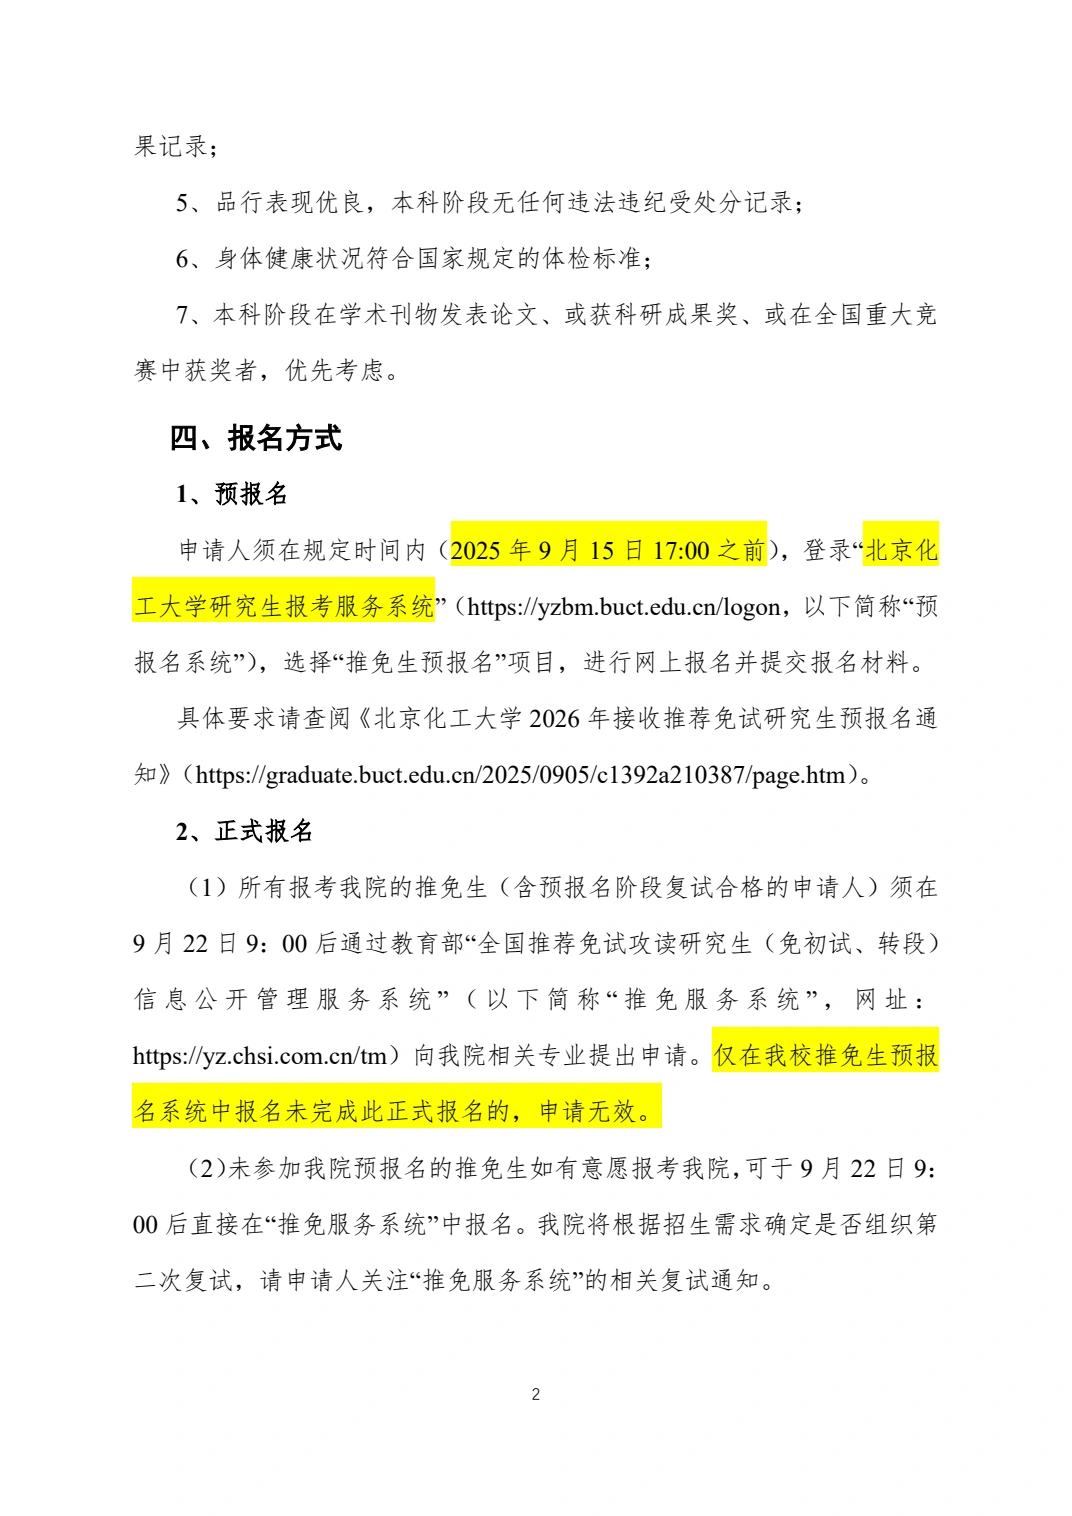 果记录；
5、品行表现优良，本科阶段无任何违法违纪受处分记录；
6、身体健康状况符合国家规定的体检标准；
7、本科阶段在学术刊物发表论文、或获科研成果奖、或在全国重大竞
赛中获奖者，优先考虑。
四、报名方式
1、预报名
申请人须在规定时间内（2025 年 9 月 15 日 17:00 之前），登录“北京化
工大学研究生报考服务系统”（https://yzbm.buct.edu.cn/logon，以下简称“预
报名系统”），选择“推免生预报名”项目，进行网上报名并提交报名材料。
具体要求请查阅《北京化工大学 2026 年接收推荐免试研究生预报名通
知》（https://graduate.buct.edu.cn/2025/0905/c1392a210387/page.htm）。
2、正式报名
（1）所有报考我院的推免生（含预报名阶段复试合格的申请人）须在
9 月 22 日 9：00 后通过教育部“全国推荐免试攻读研究生（免初试、转段）
信息公开管理服务系统”（以下简称“推免服务系统”，网址：
https://yz.chsi.com.cn/tm）向我院相关专业提出申请。仅在我校推免生预报
名系统中报名未完成此正式报名的，申请无效。
（2）未参加我院预报名的推免生如有意愿报考我院，可于 9 月 22 日 9：
00 后直接在“推免服务系统”中报名。我院将根据招生需求确定是否组织第
二次复试，请申请人关注“推免服务系统”的相关复试通知。
2